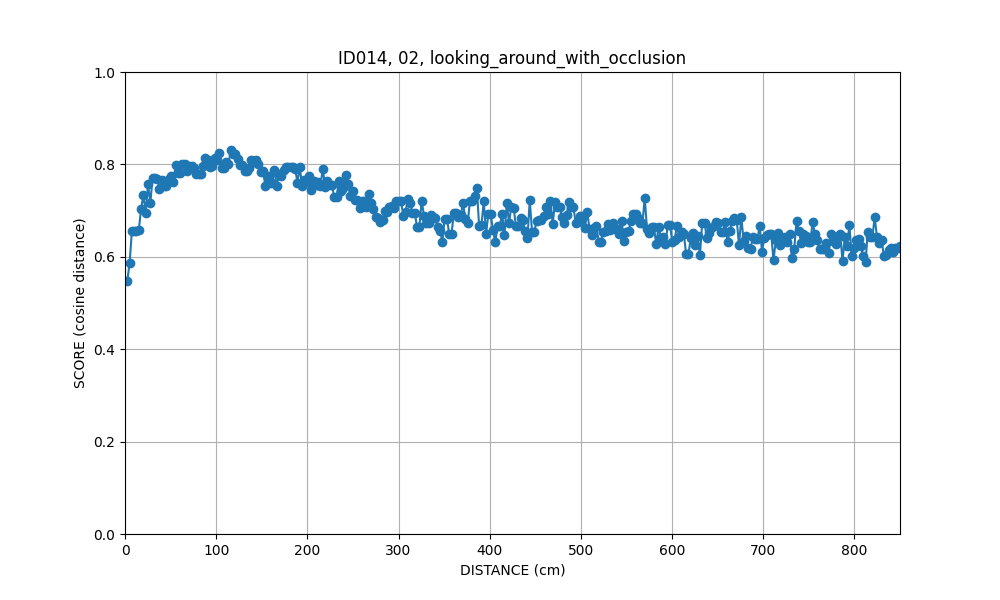 ID014, 02, looking_around_with_occlusion
SCORE (cosine distance)
1.0
0.8
0.6
0.4
0.2
0.0
0 100 200 300 400 500 600 700 800
DISTANCE (cm)